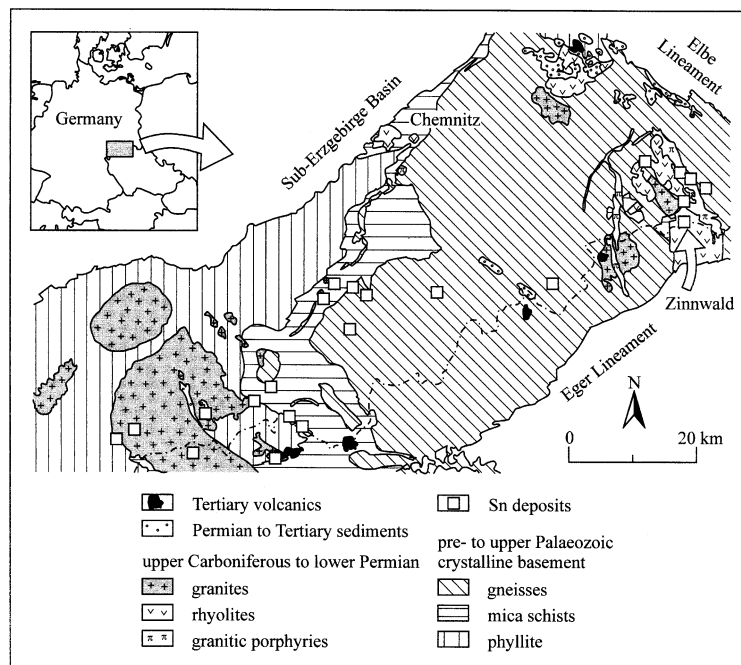 Germany
Sub-Erzgebirge Basin
Chemnitz
Elbe
Lineament
Zinnwald
Eger Lineament
N
0 20 km
Tertiary volcanics
Permian to Tertiary sediments
upper Carboniferous to lower Permian
granites
rhyolites
granitic porphyries
Sn deposits
pre- to upper Palaeozoic
crystalline basement
gneisses
mica schists
phyllite